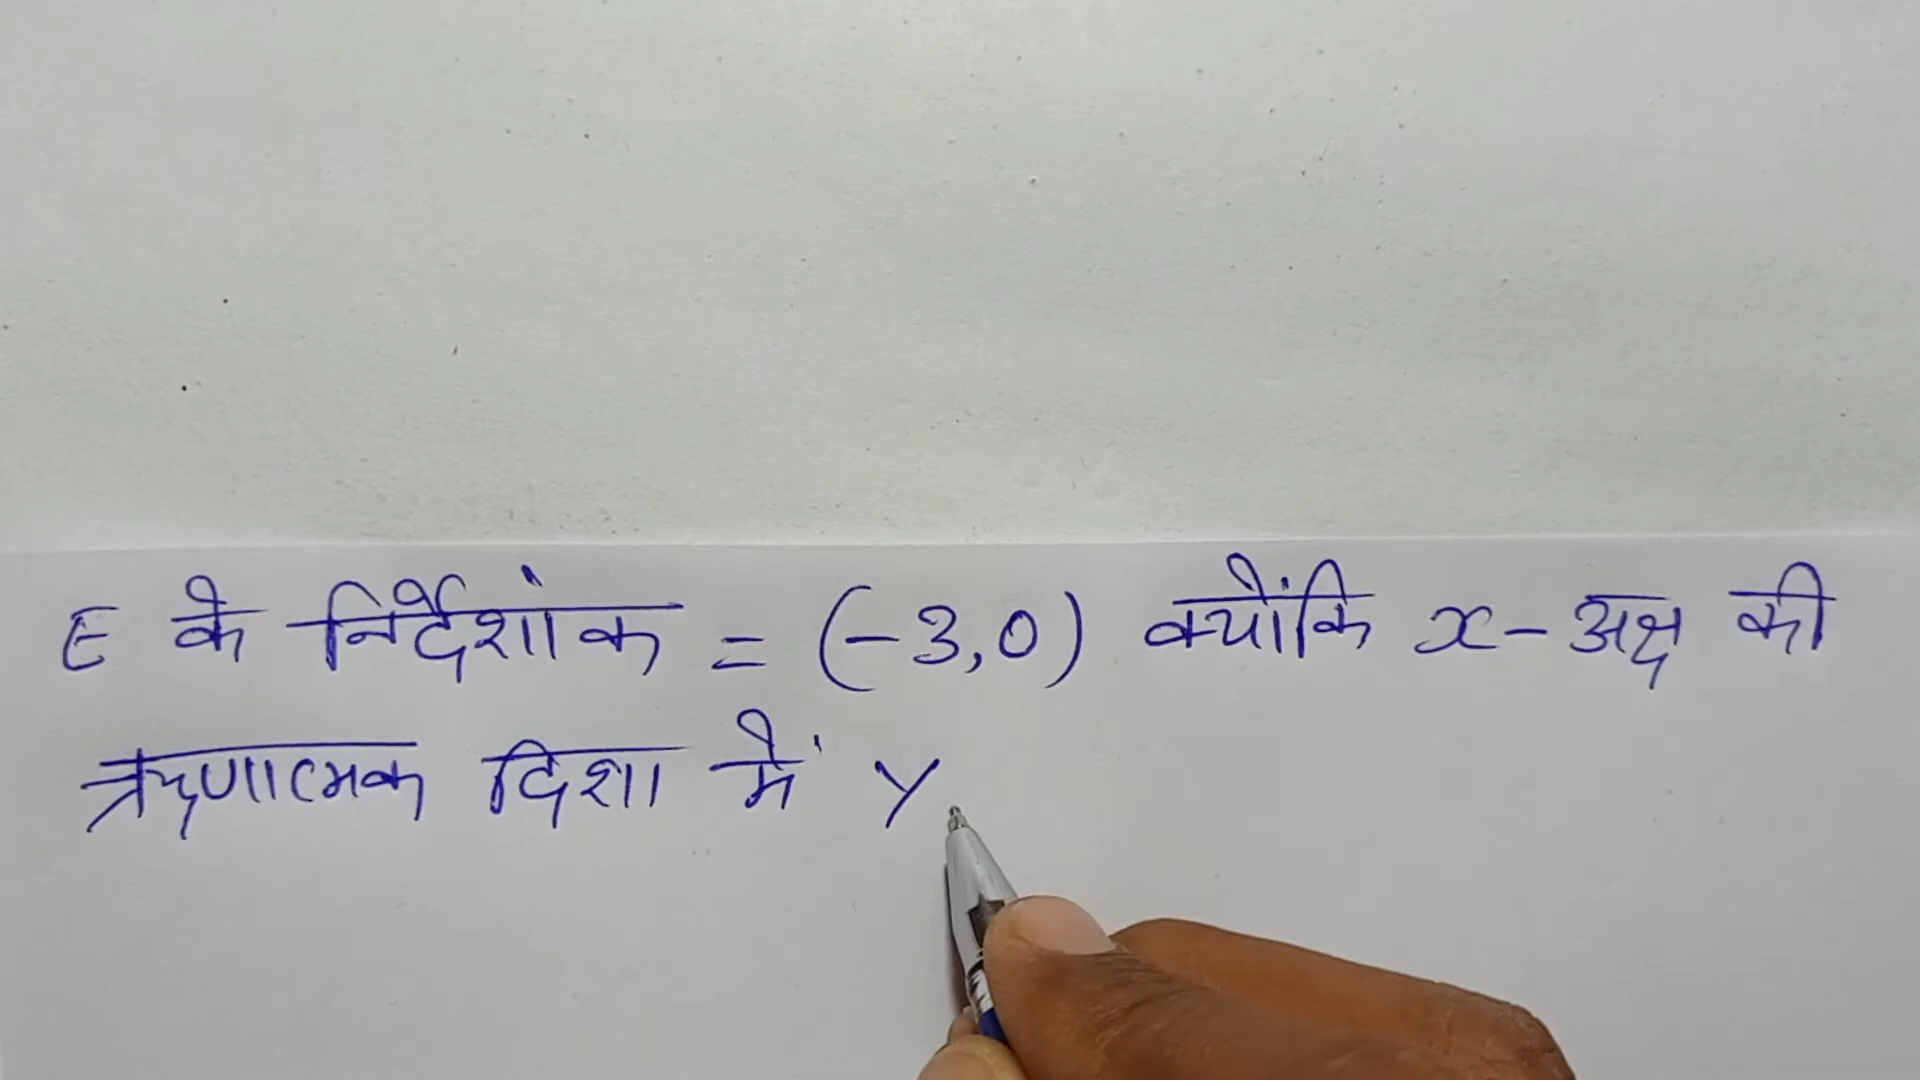 E के निर्देशांक = (-3,0) क्योंकि x-अक्ष की
ऋणात्मक दिशा में y